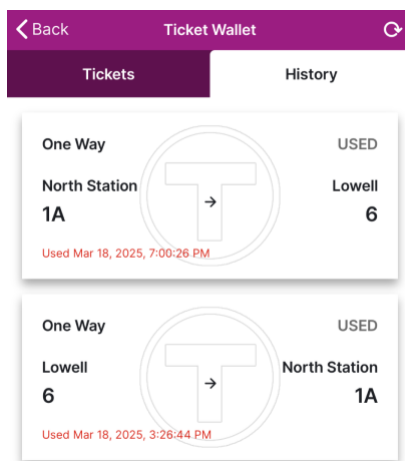 Back Ticket Wallet
Tickets History
One Way USED
North Station → Lowell
1A 6
Used Mar 18, 2025, 7:00:26 PM
One Way USED
Lowell → North Station
6 1A
Used Mar 18, 2025, 3:26:44 PM